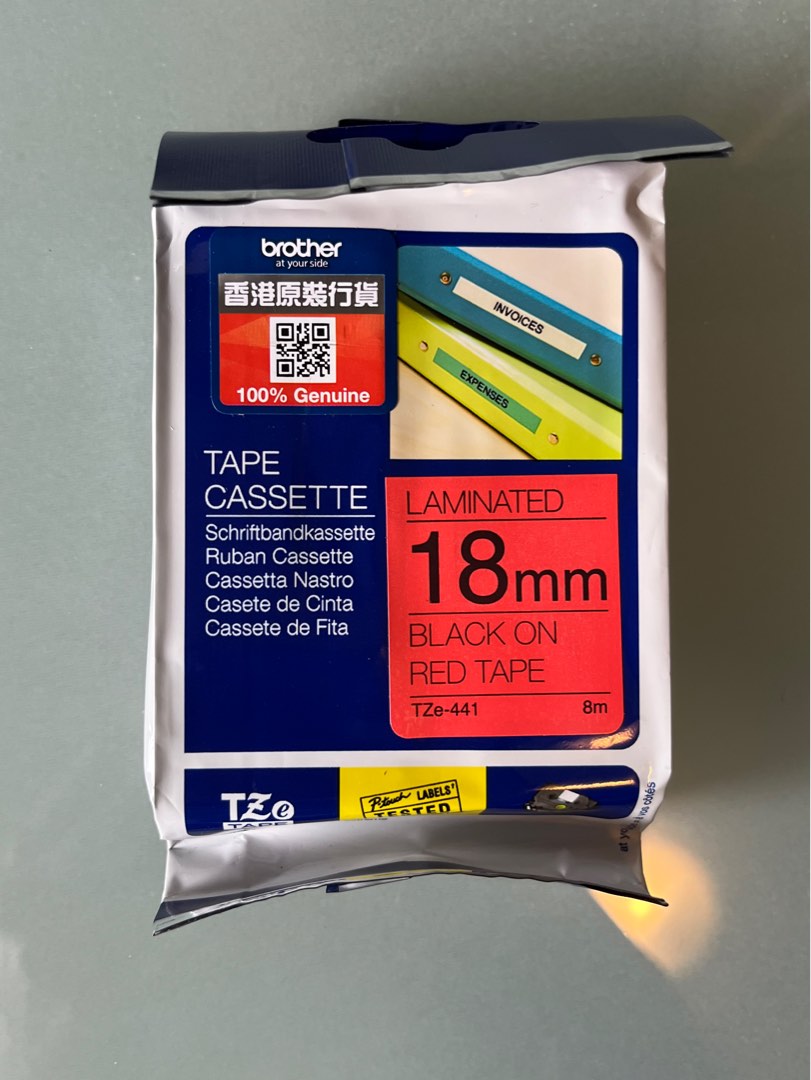 brother
at your side
香港原裝行貨
100% Genuine
INVOICES
EXPENSES
TAPE
CASSETTE
Schriftbandkassette
Ruban Cassette
Cassetta Nastro
Casete de Cinta
Cassete de Fita
LAMINATED
18mm
BLACK ON
RED TAPE
TZe-441 8m
TZe
TAPE
P-touch LABELS'
TESTED